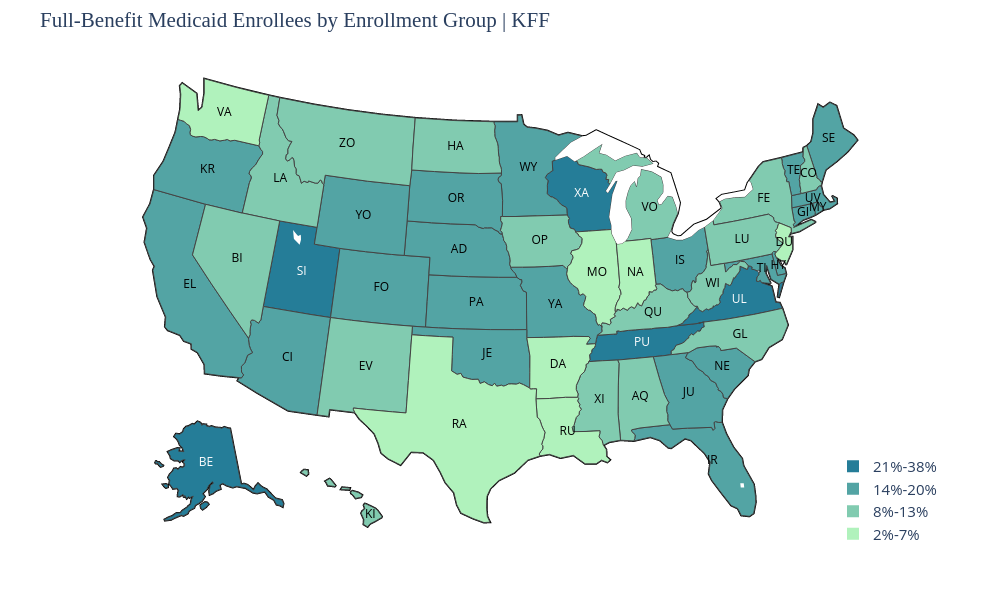 Full-Benefit Medicaid Enrollees by Enrollment Group | KFF
VA
ZO
HA
SE
KR
LA
WY
TE
CO
XA
OR
UV
FE
MY
VO
YO
GI
LU
OP
DU
AD
BI
IS
TI
HY
SI
MO
NA
EL
WI
FO
UL
PA
YA
QU
GL
PU
JE
CI
DA
EV
NE
JU
AQ
XI
RA
RU
IR
BE
KI
21%-38%
14%-20%
8%-13%
2%-7%